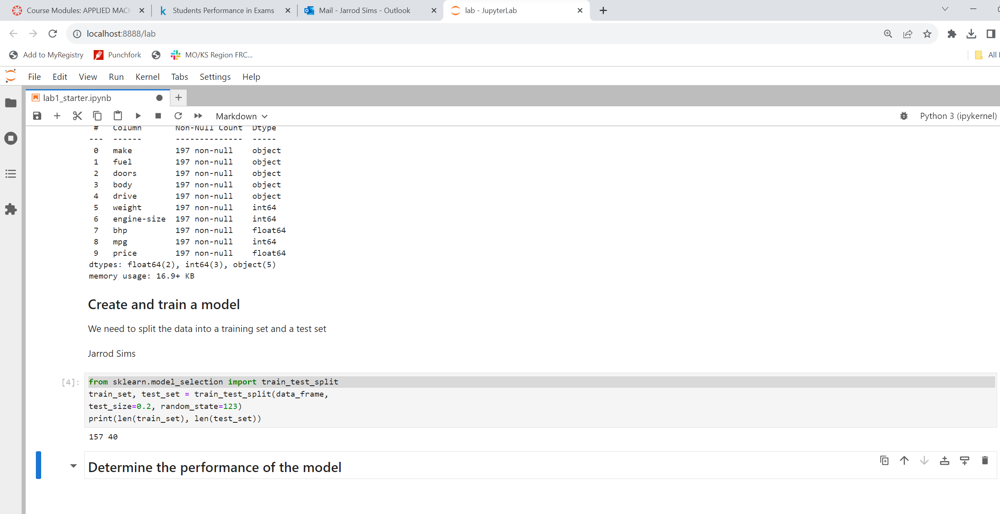 Course Modules: APPLIED MACH
Students Performance in Exams
Mail - Jarrod Sims - Outlook
lab - JupyterLab
localhost:8888/lab
Add to MyRegistry
Punchfork
MO/KS Region FRC...
All
File Edit View Run Kernel Tabs Settings Help
lab1_starter.ipynb
Markdown
Python 3 (ipykernel)
# Column Non-Null Count Dtype
--- ------ -------------- -----
0 make 197 non-null object
1 fuel 197 non-null object
2 doors 197 non-null object
3 body 197 non-null object
4 drive 197 non-null object
5 weight 197 non-null int64
6 engine-size 197 non-null int64
7 bhp 197 non-null float64
8 mpg 197 non-null int64
9 price 197 non-null float64
dtypes: float64(2), int64(3), object(5)
memory usage: 16.9+ KB
Create and train a model
We need to split the data into a training set and a test set
Jarrod Sims
[4]: from sklearn.model_selection import train_test_split
train_set, test_set = train_test_split(data_frame,
test_size=0.2, random_state=123)
print(len(train_set), len(test_set))
157 40
Determine the performance of the model